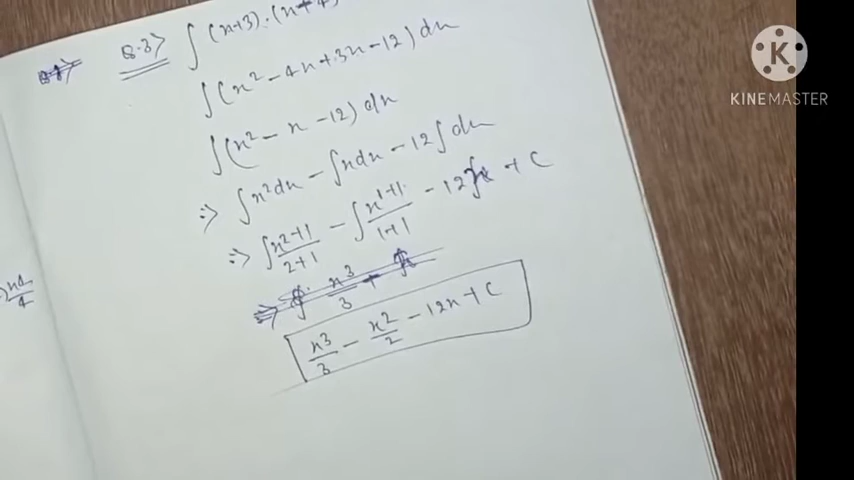 Q.3) ∫(x+3).(x+4)
∫(x² - 4x + 3x - 12) dx
∫(x² - x - 12) dx
⇒ ∫x²dx - ∫xdx - 12∫dx
⇒ ∫x²⁺¹/2+1 - ∫x¹⁺¹/1+1 - 12x + C
x³/3 - x²/2 - 12x + C
K
KINEMASTER